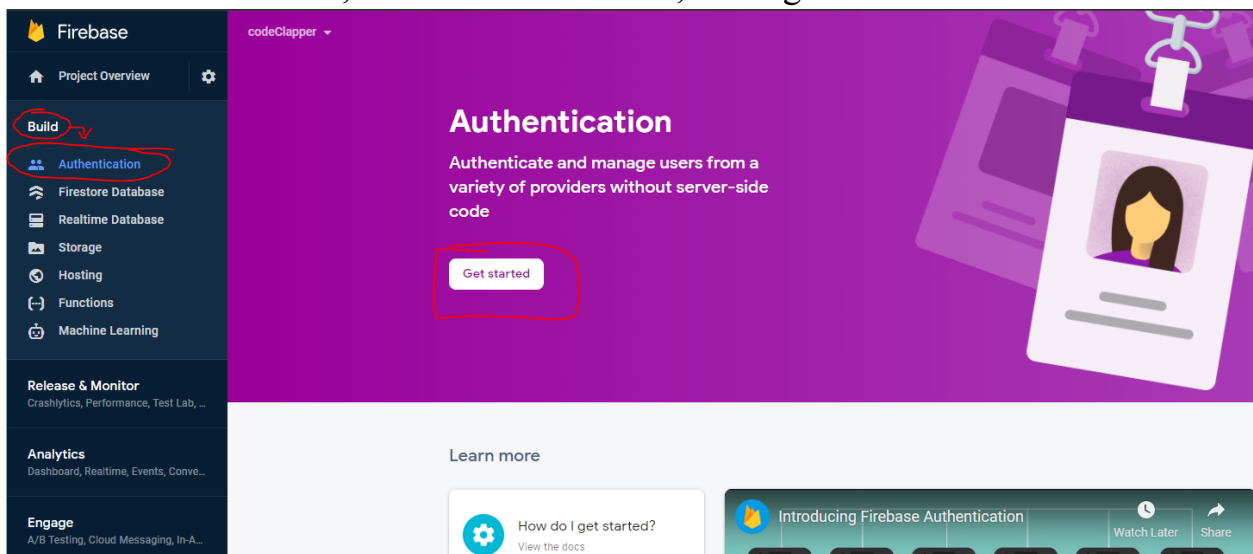 Firebase
codeClapper
Project Overview
Build
Authentication
Firestore Database
Realtime Database
Storage
Hosting
Functions
Machine Learning
Release & Monitor
Crashlytics, Performance, Test Lab, ...
Analytics
Dashboard, Realtime, Events, Conve...
Engage
A/B Testing, Cloud Messaging, In-A...
Authentication
Authenticate and manage users from a
variety of providers without server-side
code
Get started
Learn more
How do I get started?
View the docs
Introducing Firebase Authentication
Watch Later
Share